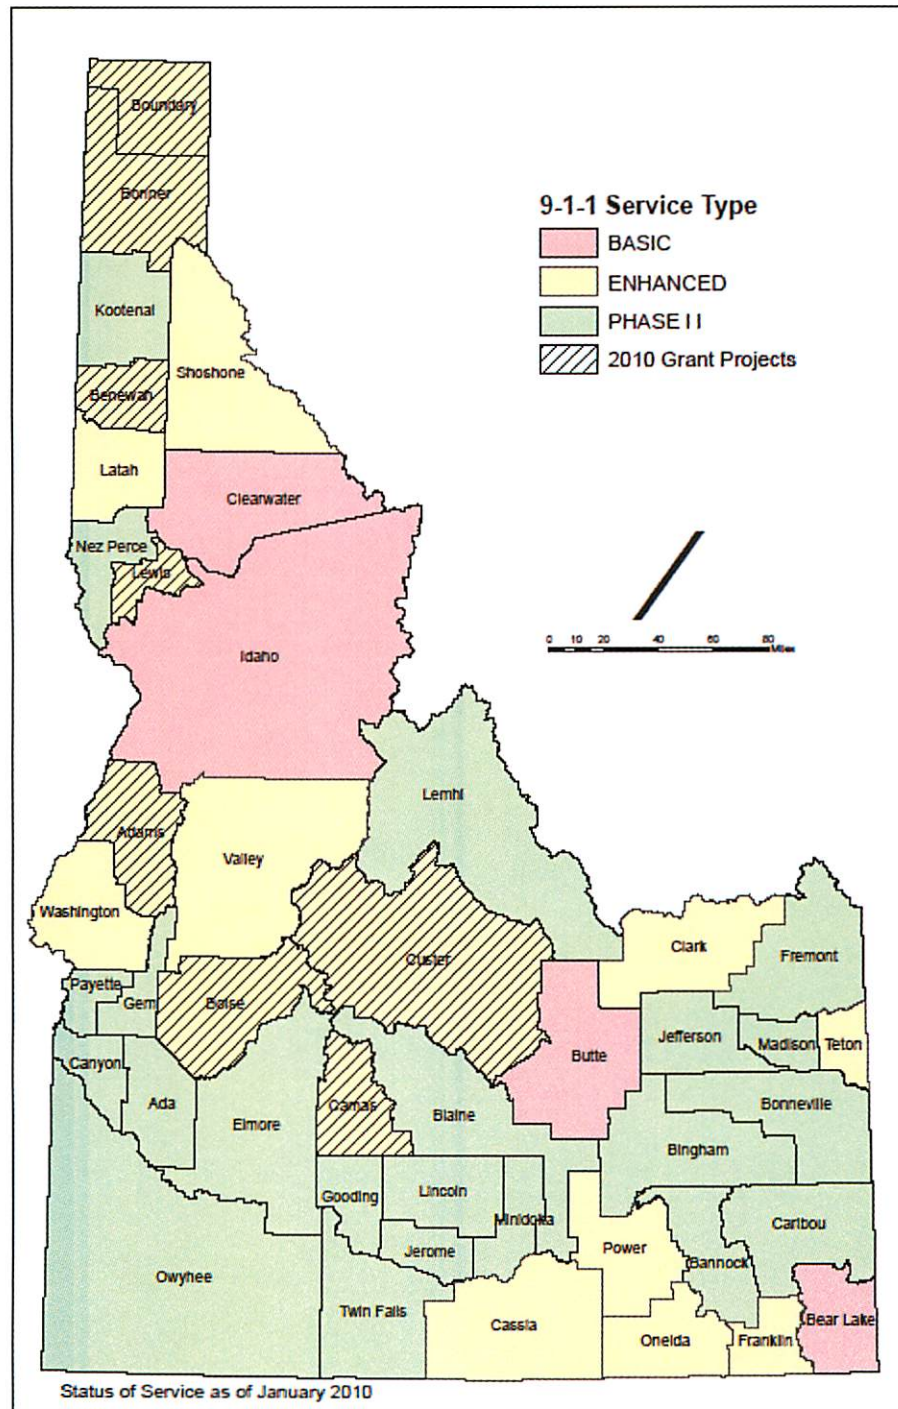 Boundary
Bonner
9-1-1 Service Type
BASIC
ENHANCED
PHASE II
2010 Grant Projects
Kootenai
Shoshone
Benewah
Latah
Clearwater
Nez Perce
Lewis
0 10 20 40 60 80
Miles
Idaho
Lemhi
Adams
Valley
Washington
Clark
Fremont
Custer
Payette
Gem
Boise
Butte
Jefferson
Madison
Teton
Canyon
Ada
Elmore
Camas
Blaine
Bonneville
Bingham
Gooding
Lincoln
Minidoka
Caribou
Jerome
Power
Bannock
Owyhee
Twin Falls
Cassia
Oneida
Franklin
Bear Lake
Status of Service as of January 2010